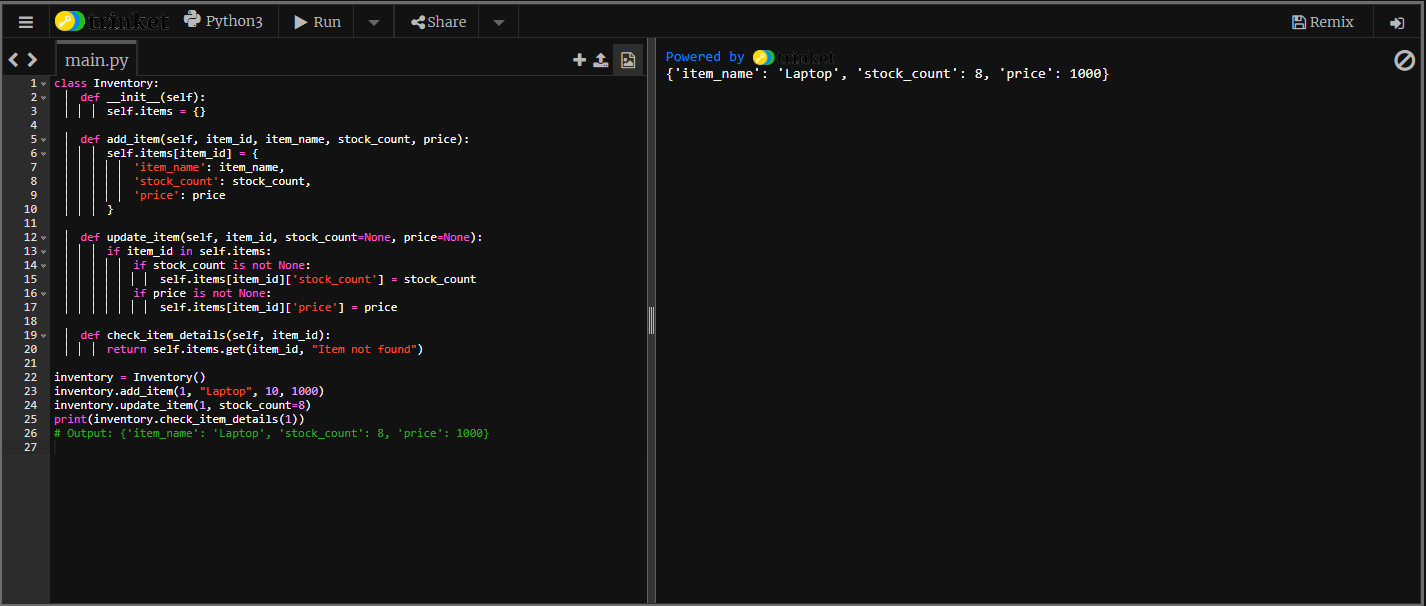 trinket Python3 Run Share Remix
main.py
1 class Inventory:
2 def __init__(self):
3 self.items = {}
4
5 def add_item(self, item_id, item_name, stock_count, price):
6 self.items[item_id] = {
7 'item_name': item_name,
8 'stock_count': stock_count,
9 'price': price
10 }
11
12 def update_item(self, item_id, stock_count=None, price=None):
13 if item_id in self.items:
14 if stock_count is not None:
15 self.items[item_id]['stock_count'] = stock_count
16 if price is not None:
17 self.items[item_id]['price'] = price
18
19 def check_item_details(self, item_id):
20 return self.items.get(item_id, "Item not found")
21
22 inventory = Inventory()
23 inventory.add_item(1, "Laptop", 10, 1000)
24 inventory.update_item(1, stock_count=8)
25 print(inventory.check_item_details(1))
26 # Output: {'item_name': 'Laptop', 'stock_count': 8, 'price': 1000}
27
Powered by trinket
{'item_name': 'Laptop', 'stock_count': 8, 'price': 1000}